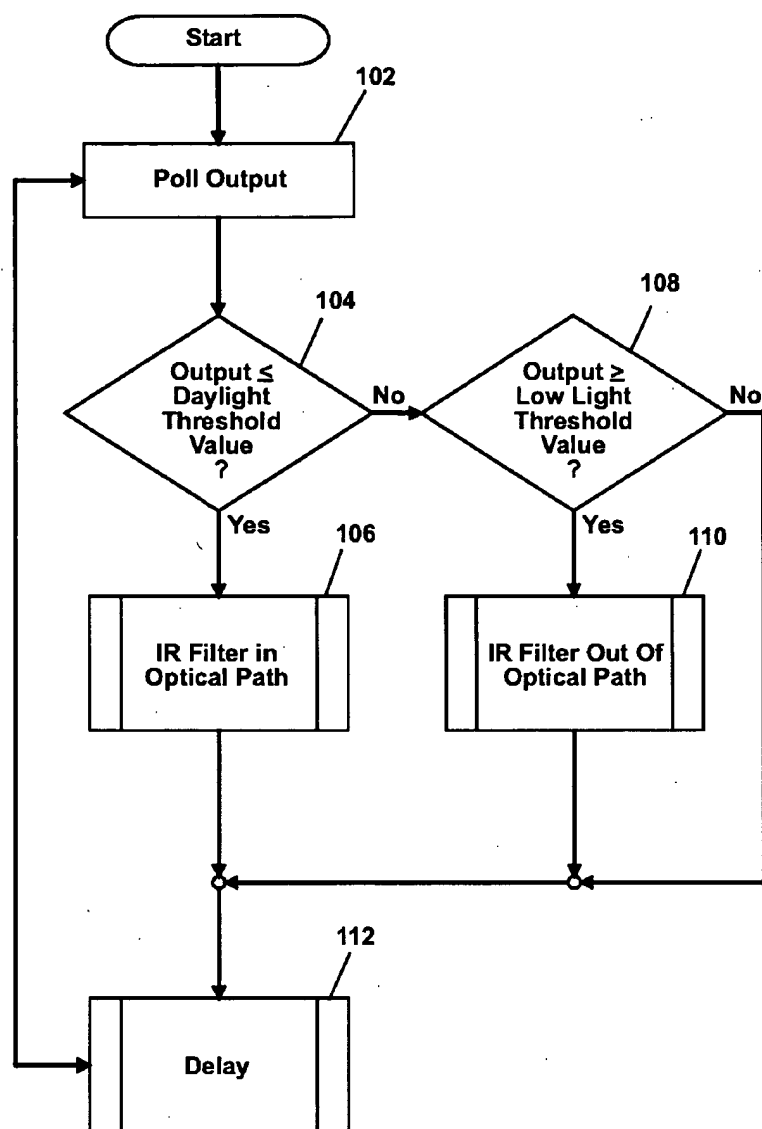 Start
102
Poll Output
104
Output ≤
Daylight
Threshold
Value
?
No
108
Output ≥
Low Light
Threshold
Value
?
No
Yes
106
IR Filter in
Optical Path
Yes
110
IR Filter Out Of
Optical Path
112
Delay